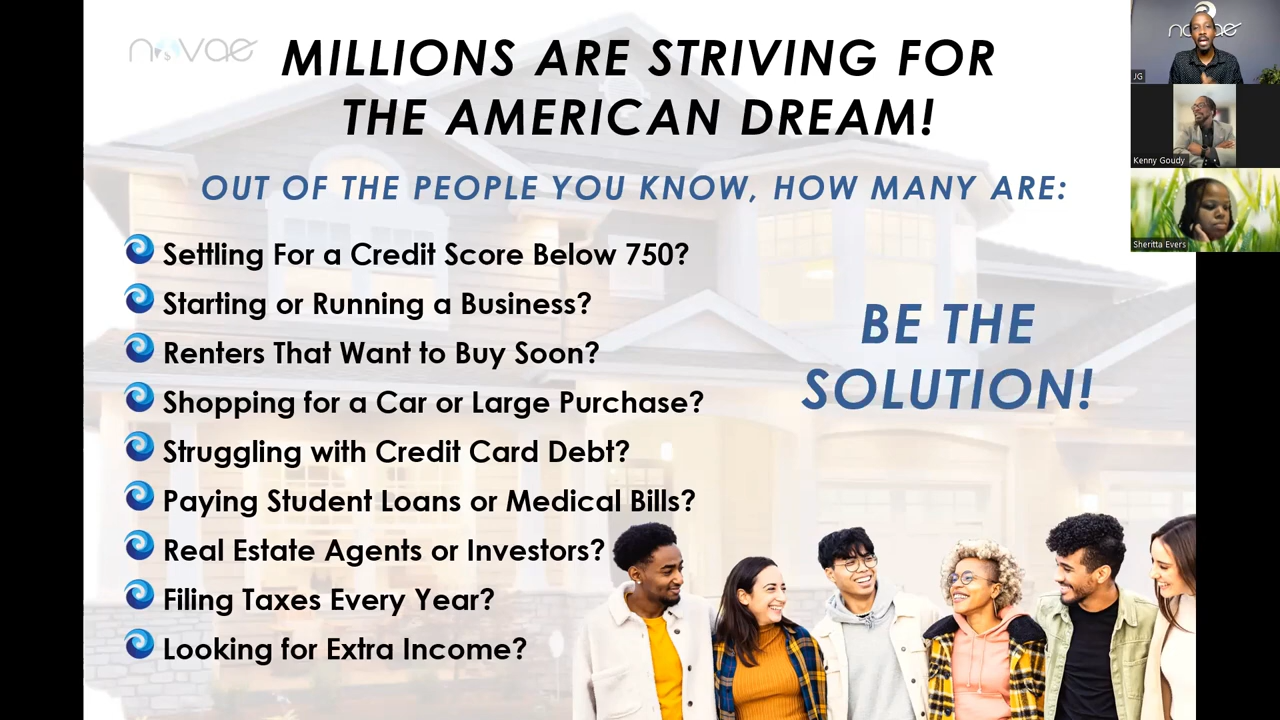 novae
MILLIONS ARE STRIVING FOR
THE AMERICAN DREAM!
OUT OF THE PEOPLE YOU KNOW, HOW MANY ARE:
Settling For a Credit Score Below 750?
Starting or Running a Business?
Renters That Want to Buy Soon?
Shopping for a Car or Large Purchase?
Struggling with Credit Card Debt?
Paying Student Loans or Medical Bills?
Real Estate Agents or Investors?
Filing Taxes Every Year?
Looking for Extra Income?
BE THE
SOLUTION!
novae
JG
Kenny Goudy
Sheritta Evers